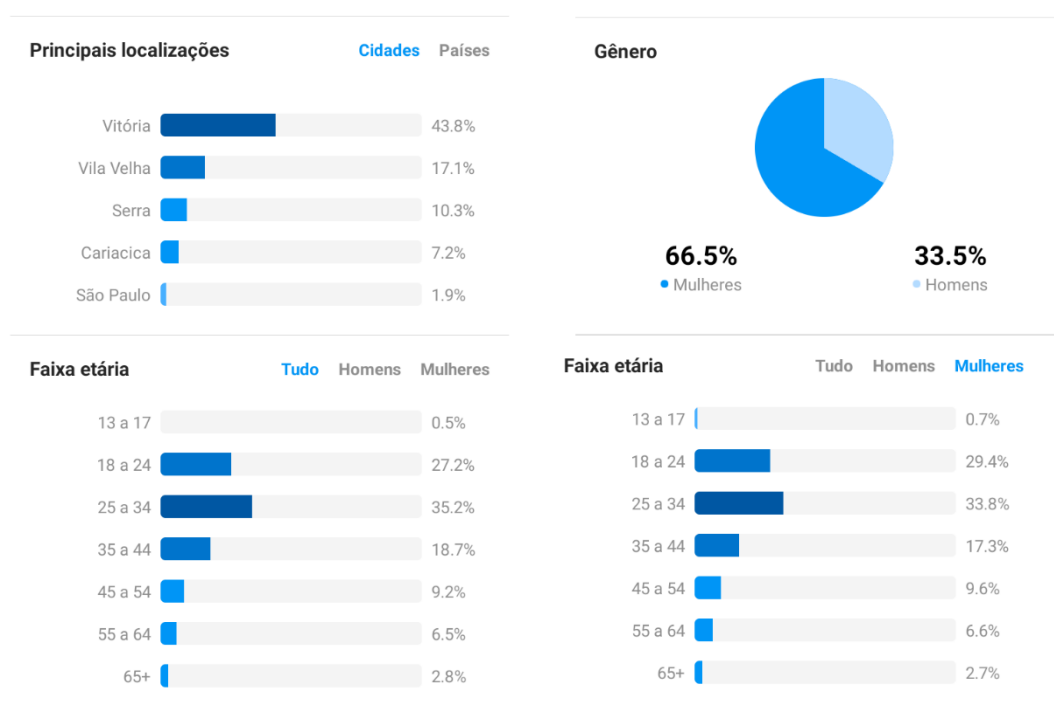 Principais localizações Cidades Países
Vitória 43.8%
Vila Velha 17.1%
Serra 10.3%
Cariacica 7.2%
São Paulo 1.9%
Gênero
66.5% 33.5%
Mulheres Homens
Faixa etária Tudo Homens Mulheres
13 a 17 0.5%
18 a 24 27.2%
25 a 34 35.2%
35 a 44 18.7%
45 a 54 9.2%
55 a 64 6.5%
65+ 2.8%
Faixa etária Tudo Homens Mulheres
13 a 17 0.7%
18 a 24 29.4%
25 a 34 33.8%
35 a 44 17.3%
45 a 54 9.6%
55 a 64 6.6%
65+ 2.7%